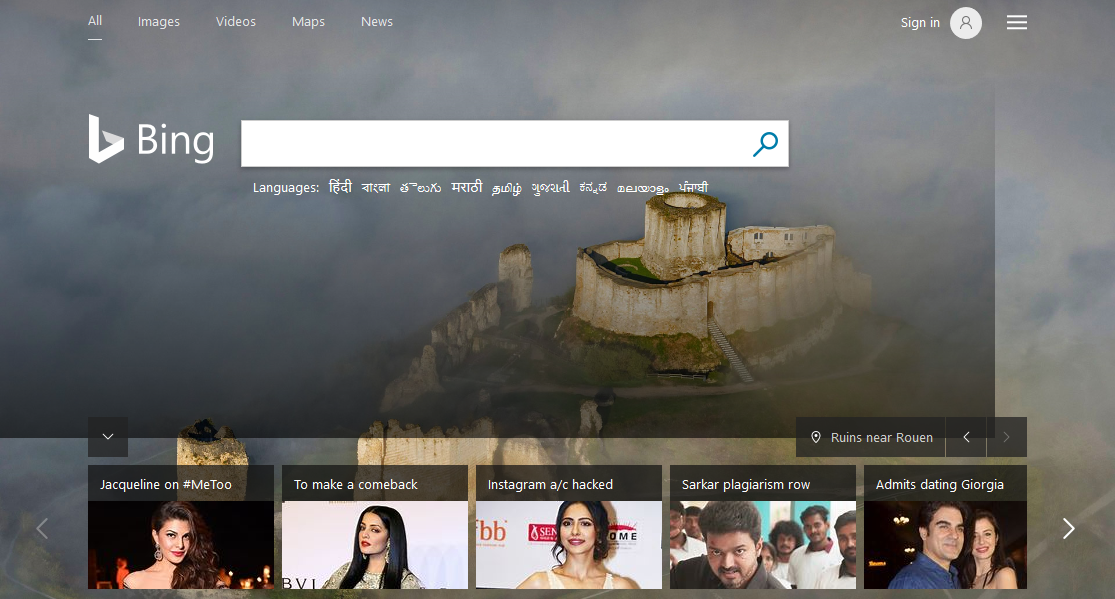 All Images Videos Maps News Sign in
Bing
Languages: हिंदी বাংলা తెలుగు मराठी தமிழ் ગુજરાતી ಕನ್ನಡ മലയാളം ਪੰਜਾਬੀ
Ruins near Rouen
Jacqueline on #MeToo To make a comeback Instagram a/c hacked Sarkar plagiarism row Admits dating Giorgia
fbb SEN OME
BVL